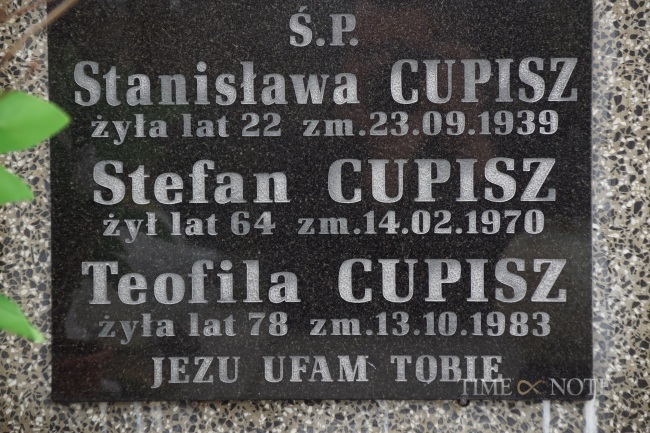 Ś.P.
Stanisława CUPISZ
żyła lat 22 zm.23.09.1939
Stefan CUPISZ
żył lat 64 zm.14.02.1970
Teofila CUPISZ
żyła lat 78 zm.13.10.1983
JEZU UFAM TOBIE
TIME ∝ NOTE